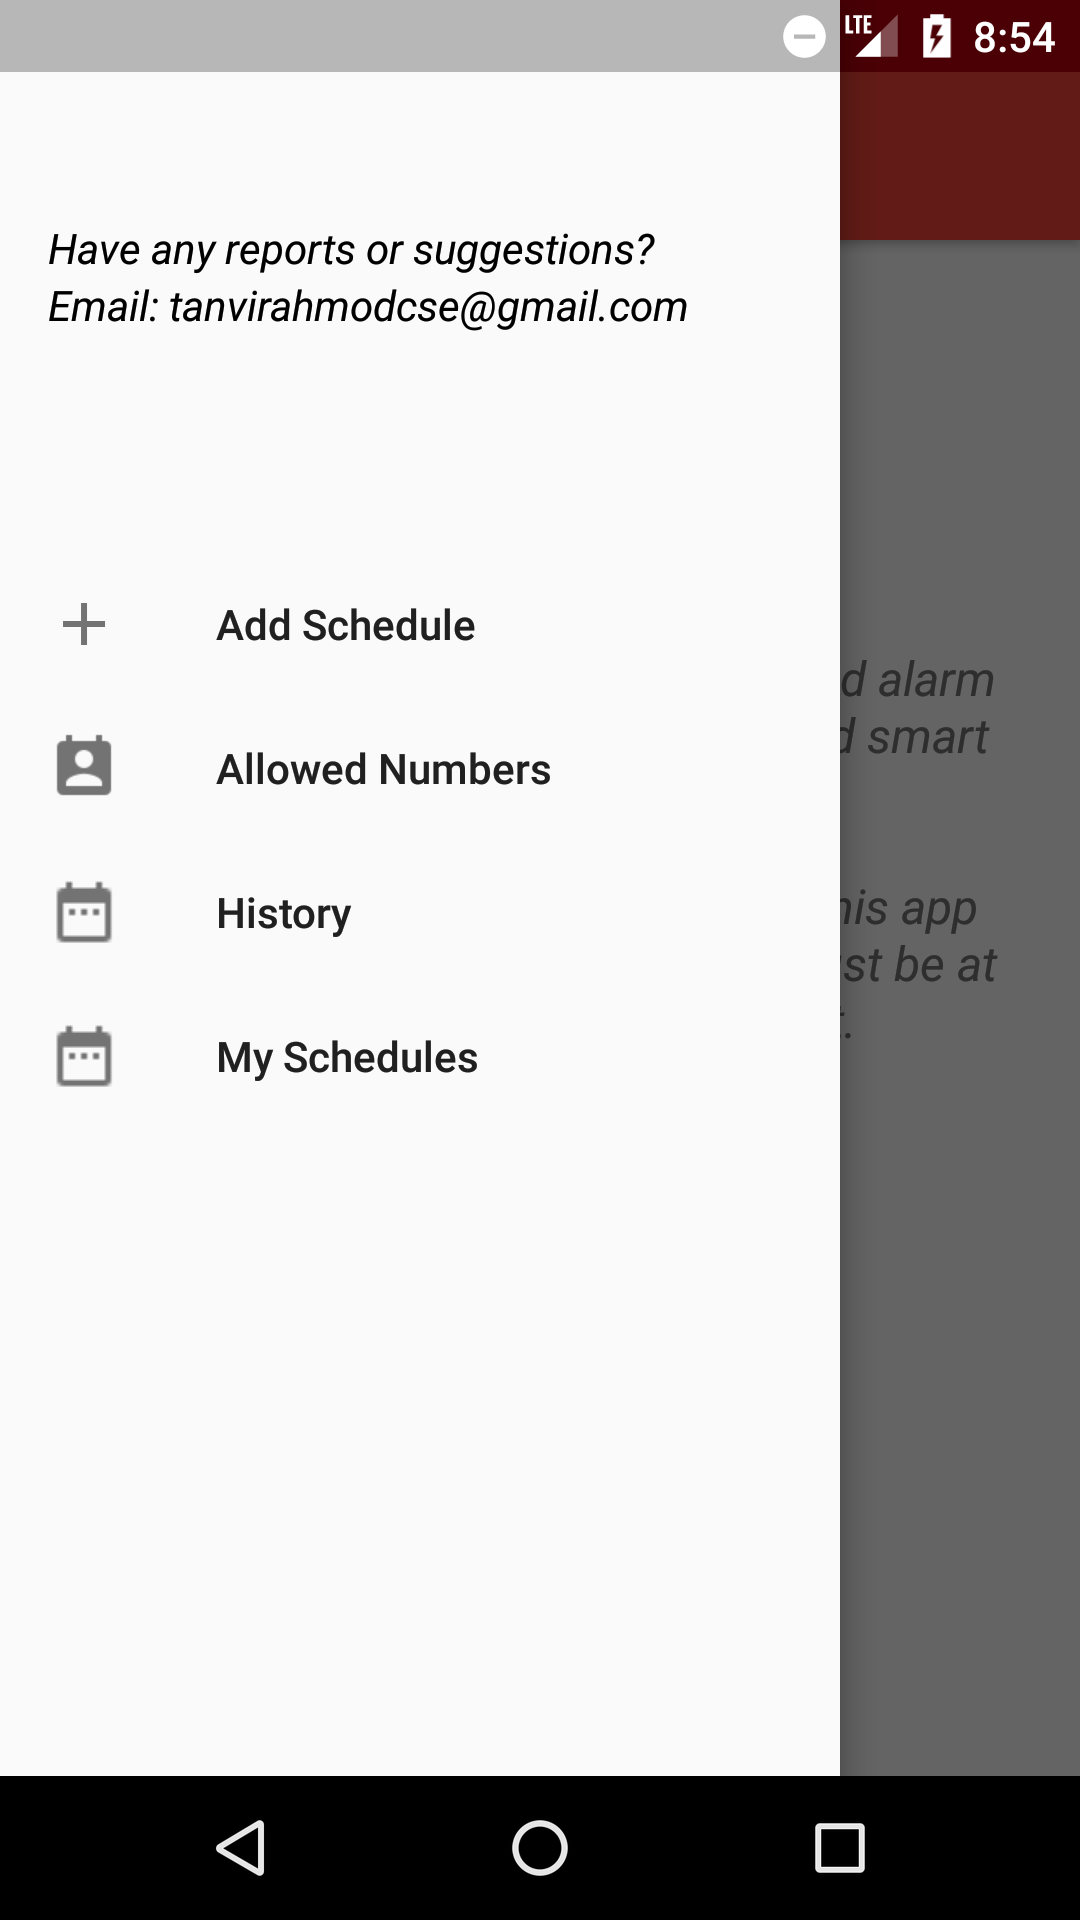 LTE 8:54
Have any reports or suggestions?
Email: tanvirahmodcse@gmail.com
Add Schedule
d alarm
Allowed Numbers
smart
History
app
My Schedules
st be at